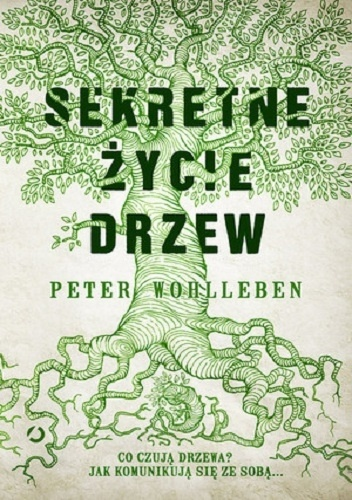 SEKRETNE
ŻYCIE
DRZEW
PETER WOHLLEBEN
CO CZUJĄ DRZEWA?
JAK KOMUNIKUJĄ SIĘ ZE SOBĄ...